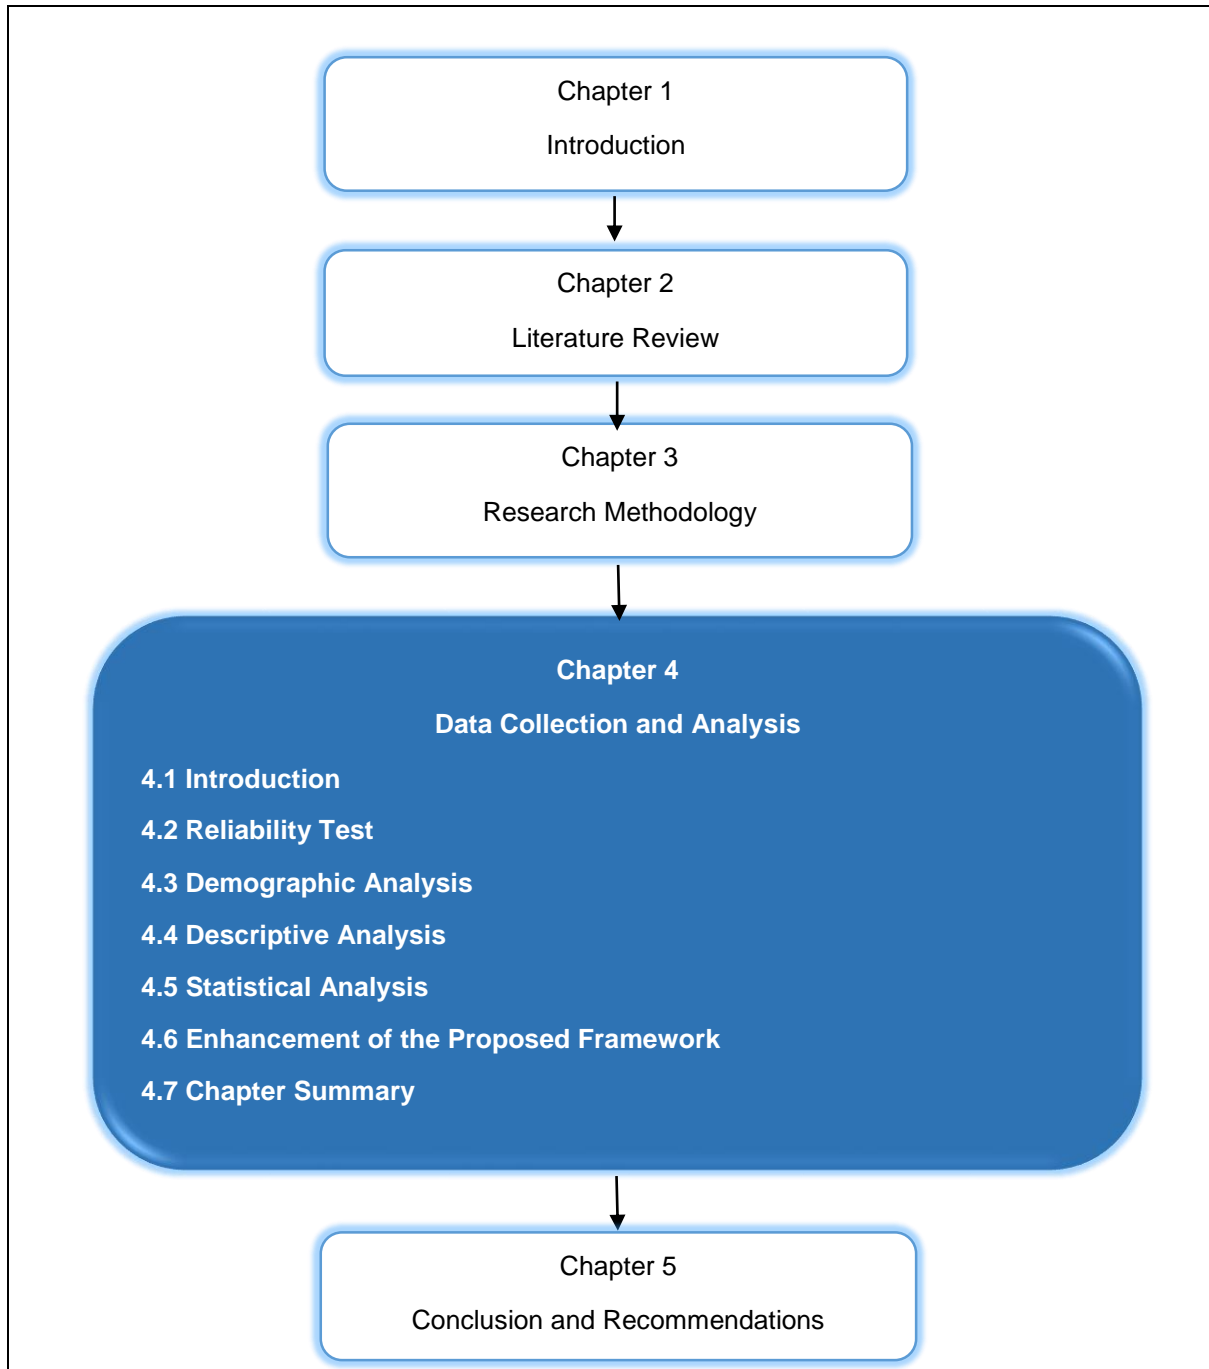 Chapter 1
Introduction
Chapter 2
Literature Review
Chapter 3
Research Methodology
Chapter 4
Data Collection and Analysis
4.1 Introduction
4.2 Reliability Test
4.3 Demographic Analysis
4.4 Descriptive Analysis
4.5 Statistical Analysis
4.6 Enhancement of the Proposed Framework
4.7 Chapter Summary
Chapter 5
Conclusion and Recommendations